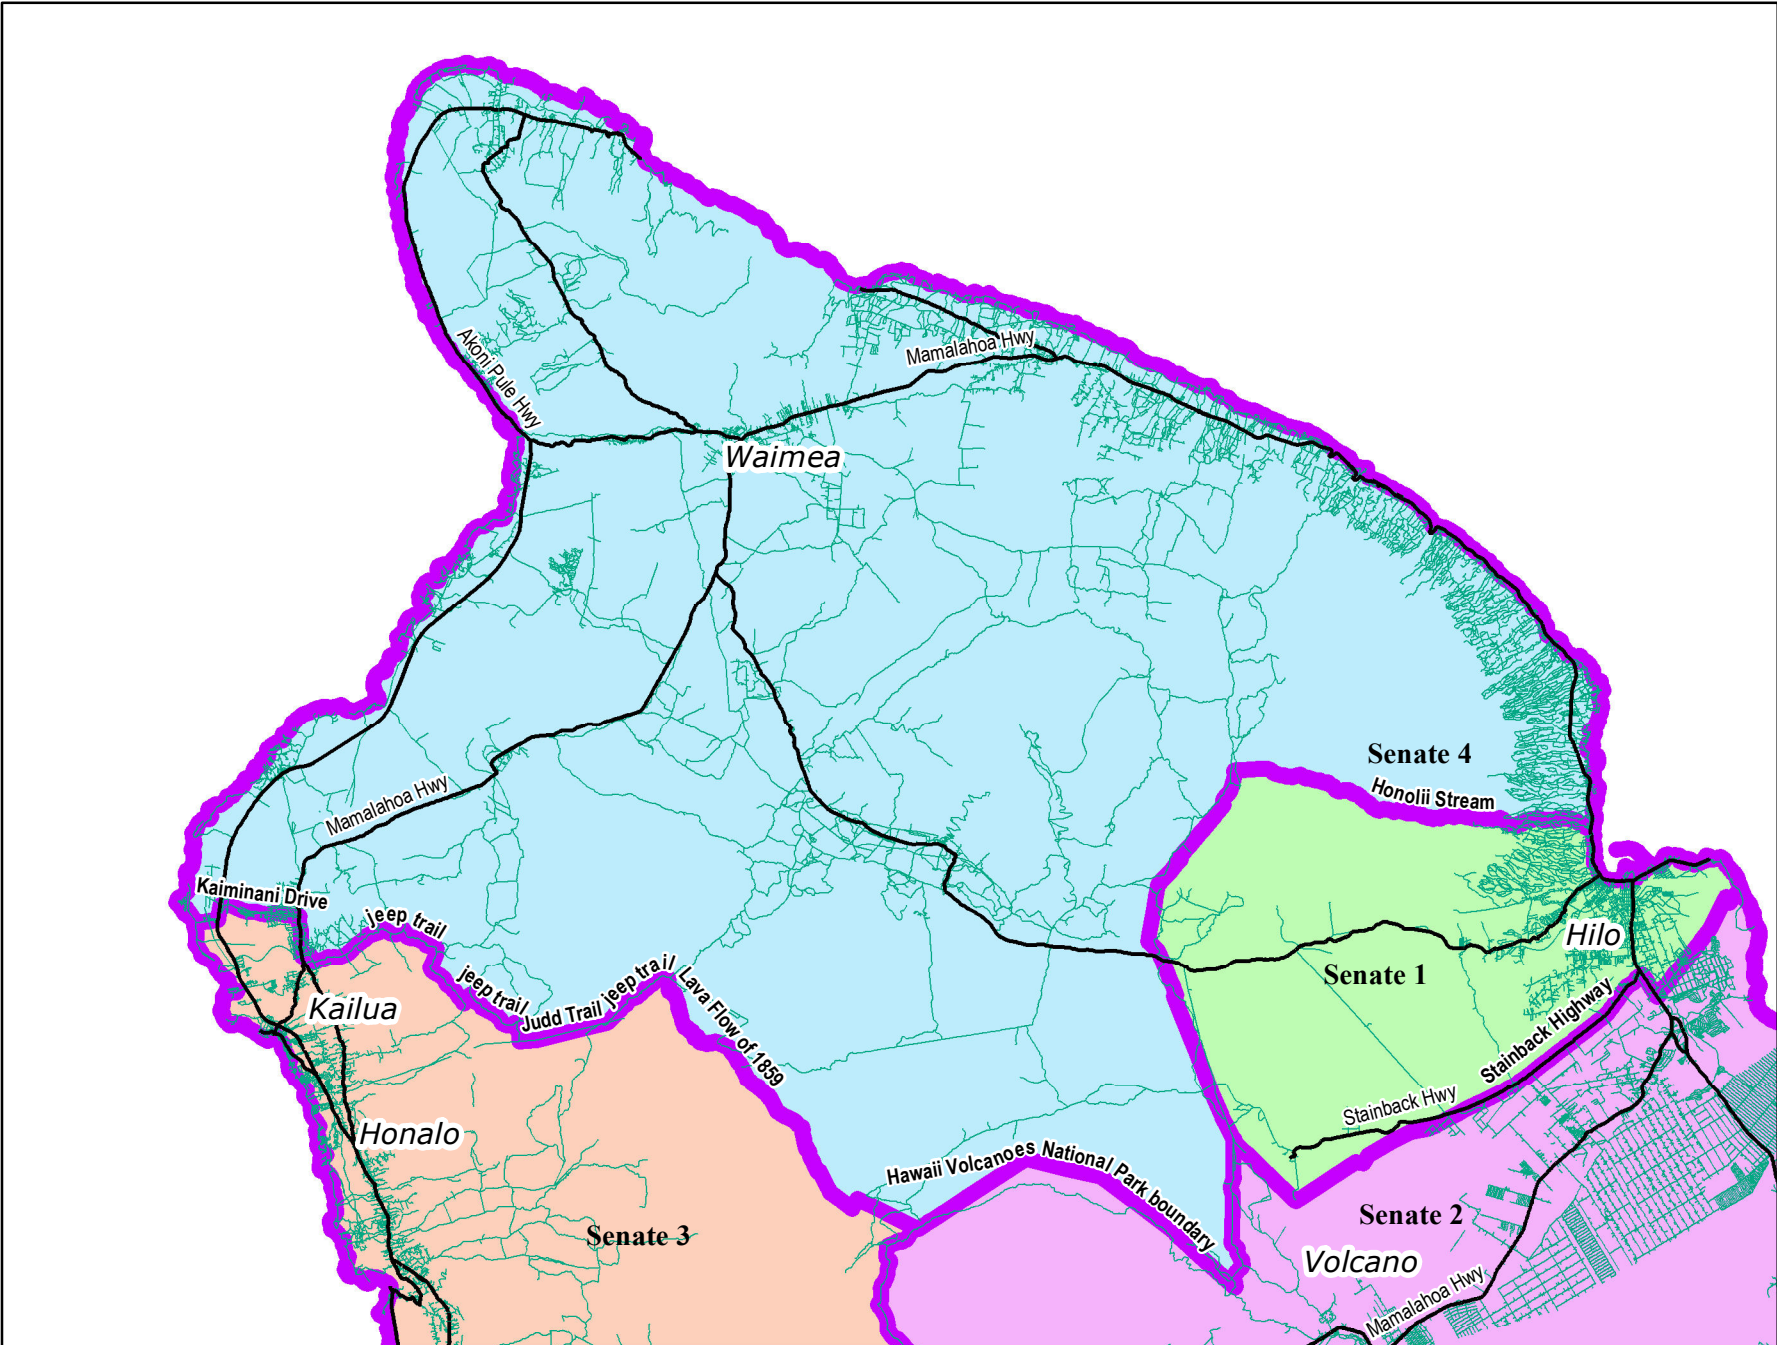 Akoni Pule Hwy
Mamalahoa Hwy
Waimea
Senate 4
Honolii Stream
Mamalahoa Hwy
Kaiminani Drive
jeep trail
Hilo
jeep trail
Judd Trail
jeep trail
Lava Flow of 1859
Senate 1
Kailua
Stainback Highway
Stainback Hwy
Honalo
Hawaii Volcanoes National Park boundary
Senate 3
Senate 2
Volcano
Mamalahoa Hwy